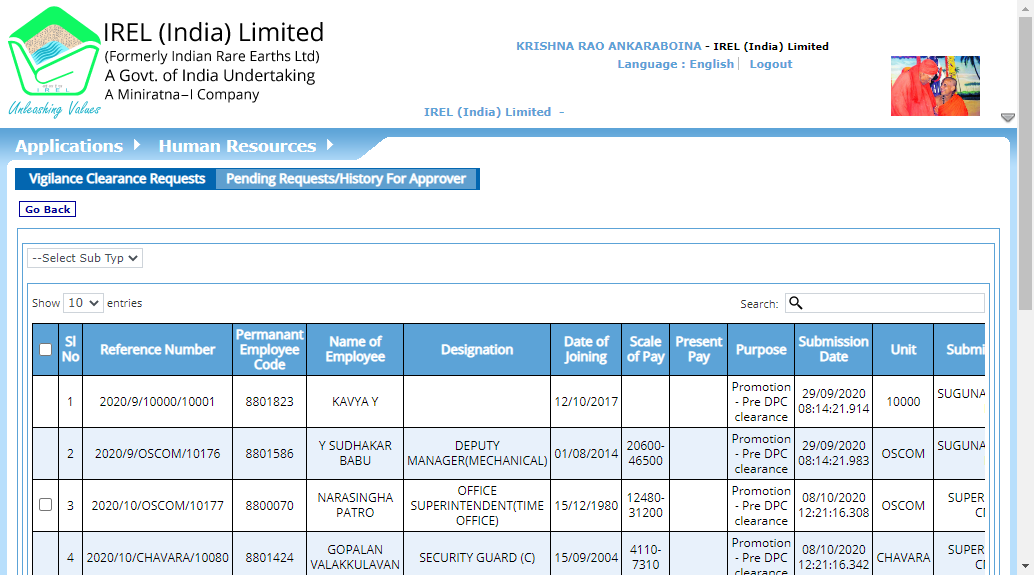 IREL (India) Limited
(Formerly Indian Rare Earths Ltd)
A Govt. of India Undertaking
A Miniratna–I Company
IREL
Unleashing Values
KRISHNA RAO ANKARABOINA - IREL (India) Limited
Language : English | Logout
IREL (India) Limited -
Applications Human Resources
Vigilance Clearance Requests Pending Requests/History For Approver
Go Back
--Select Sub Typ
Show 10 entries
Search:
Sl No Reference Number Permanant Employee Code Name of Employee Designation Date of Joining Scale of Pay Present Pay Purpose Submission Date Unit Submi
1 2020/9/10000/10001 8801823 KAVYA Y 12/10/2017 Promotion - Pre DPC clearance 29/09/2020 08:14:21.914 10000 SUGUNA
2 2020/9/OSCOM/10176 8801586 Y SUDHAKAR BABU DEPUTY MANAGER(MECHANICAL) 01/08/2014 20600-46500 Promotion - Pre DPC clearance 29/09/2020 08:14:21.983 OSCOM SUGUNA
3 2020/10/OSCOM/10177 8800070 NARASINGHA PATRO OFFICE SUPERINTENDENT(TIME OFFICE) 15/12/1980 12480-31200 Promotion - Pre DPC clearance 08/10/2020 12:21:16.308 OSCOM SUPER
4 2020/10/CHAVARA/10080 8801424 GOPALAN VALAKKULAVAN SECURITY GUARD (C) 15/09/2004 4110-7310 Promotion - Pre DPC clearance 08/10/2020 12:21:16.342 CHAVARA SUPER